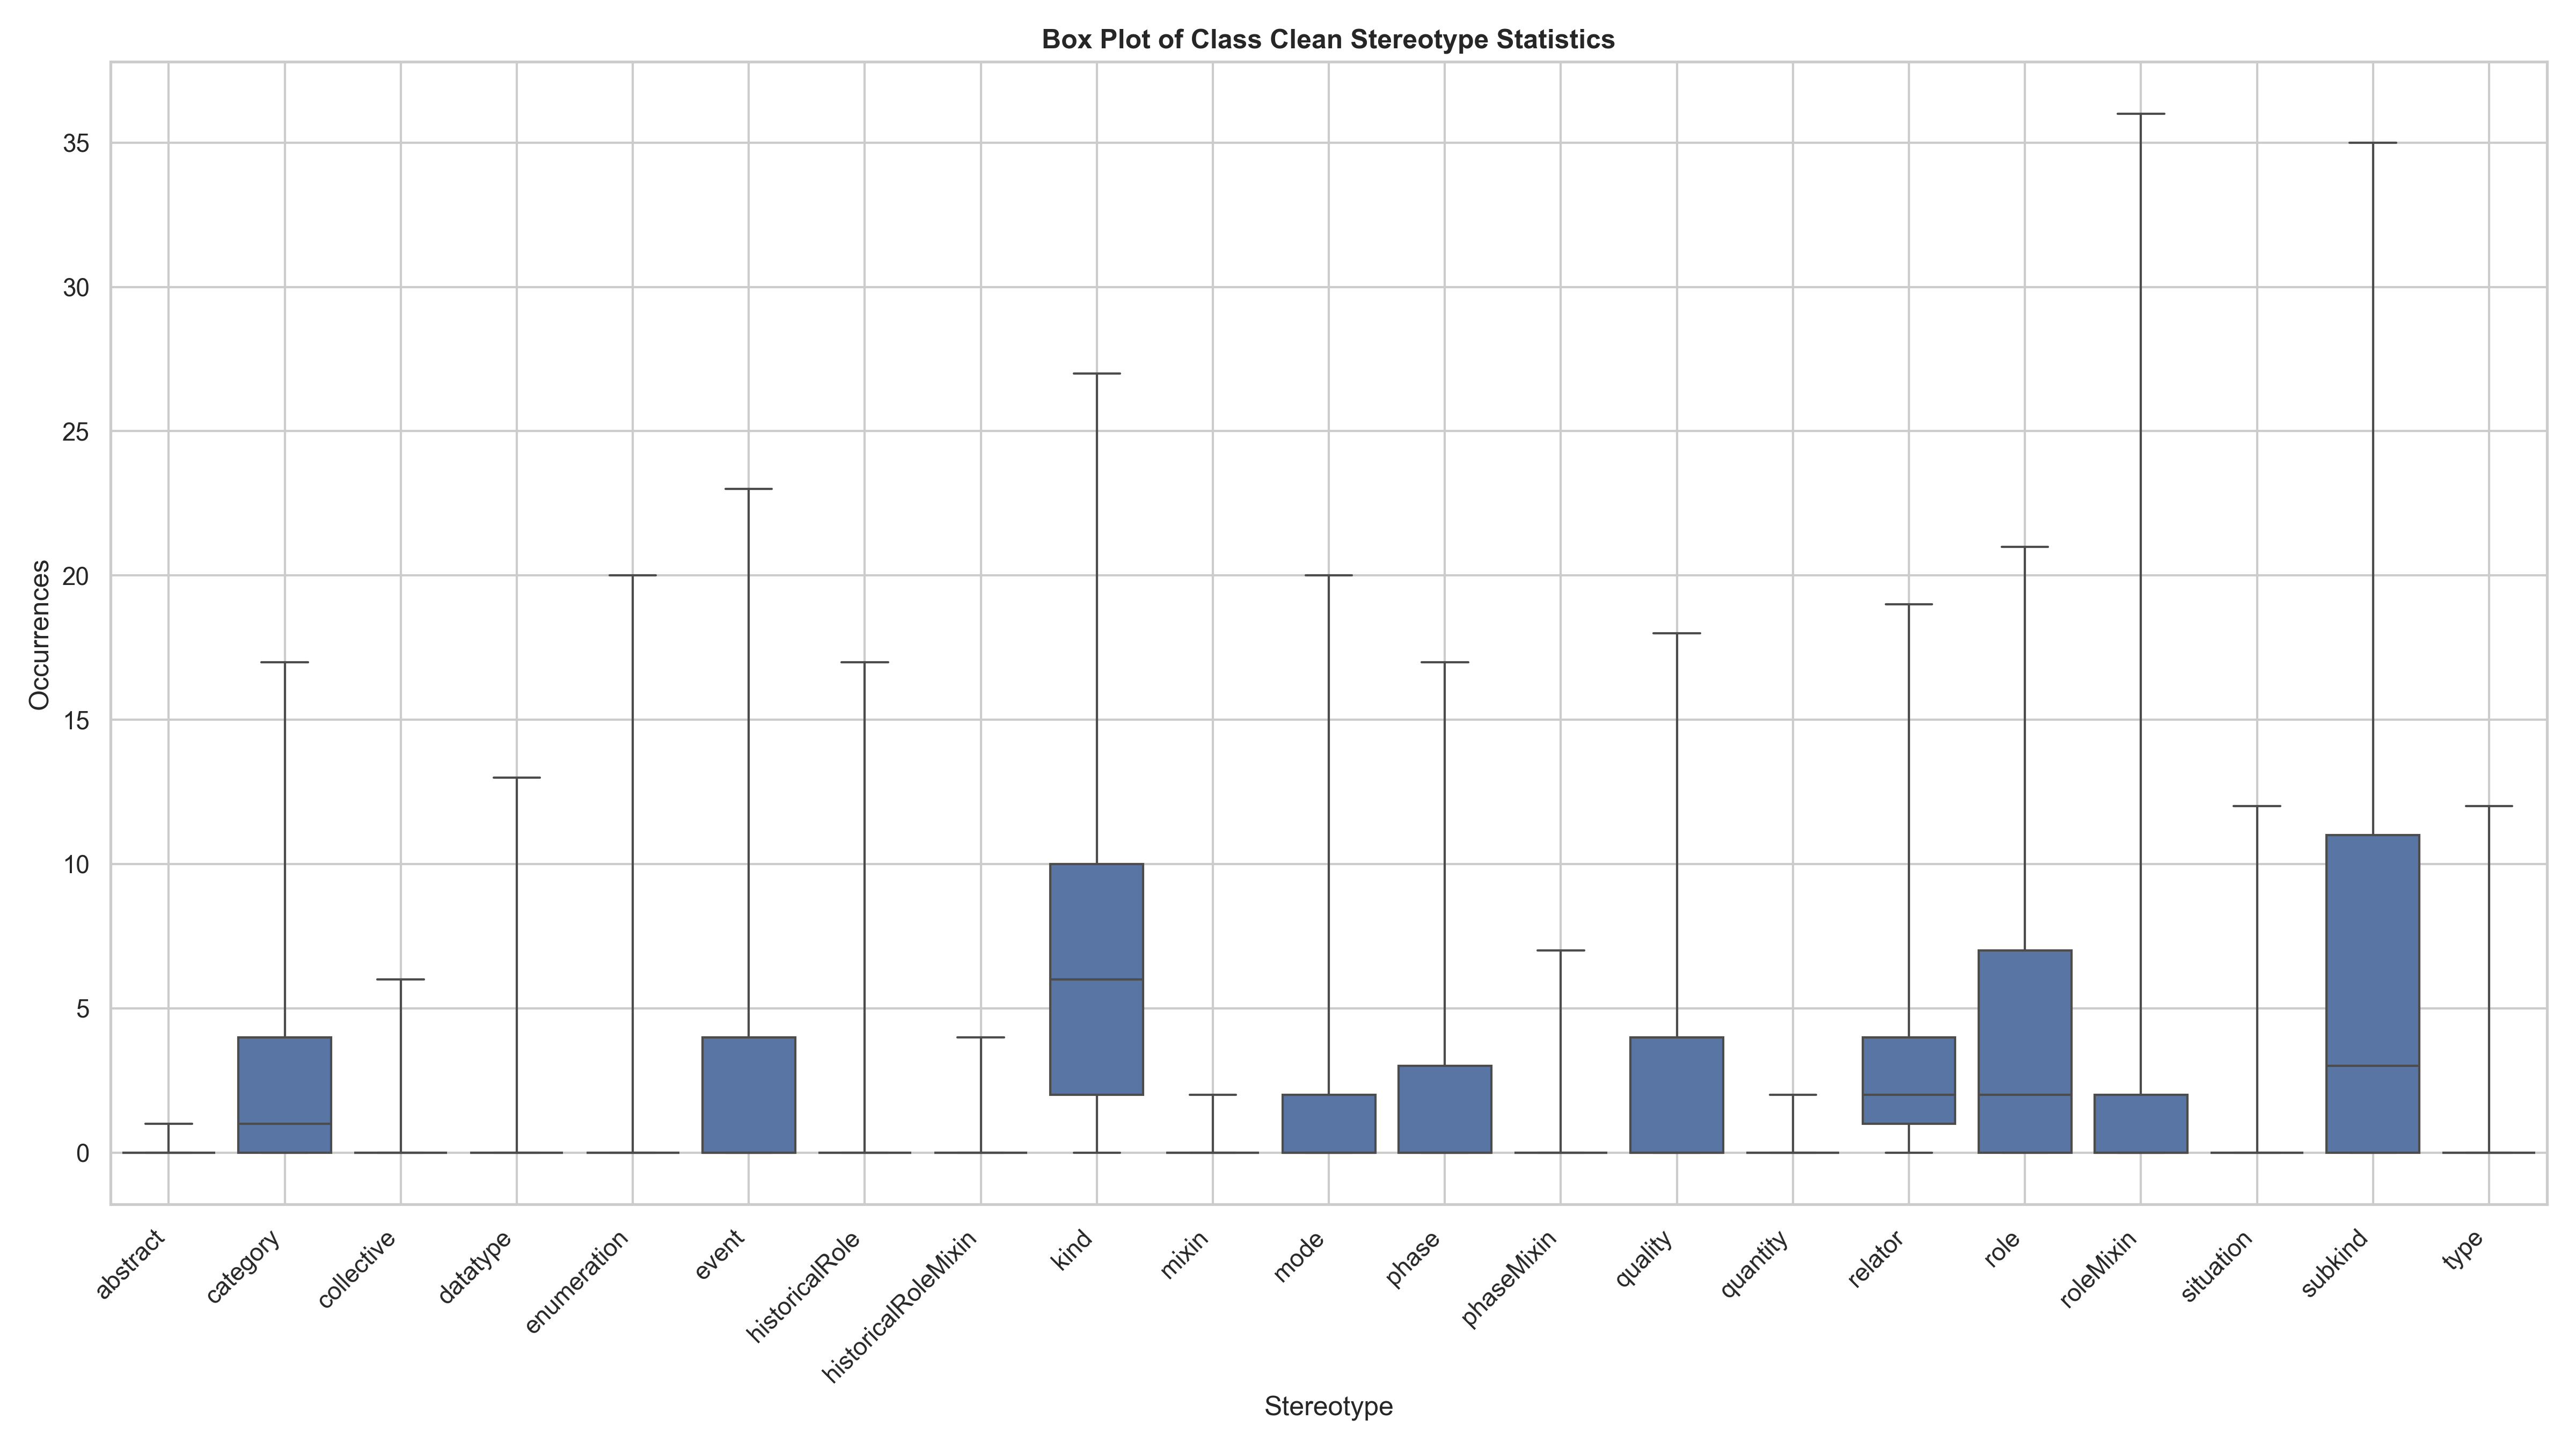 Box Plot of Class Clean Stereotype Statistics
Occurrences
35
30
25
20
15
10
5
0
abstract
category
collective
datatype
enumeration
event
historicalRole
historicalRoleMixin
kind
mixin
mode
phase
phaseMixin
quality
quantity
relator
role
roleMixin
situation
subkind
type
Stereotype